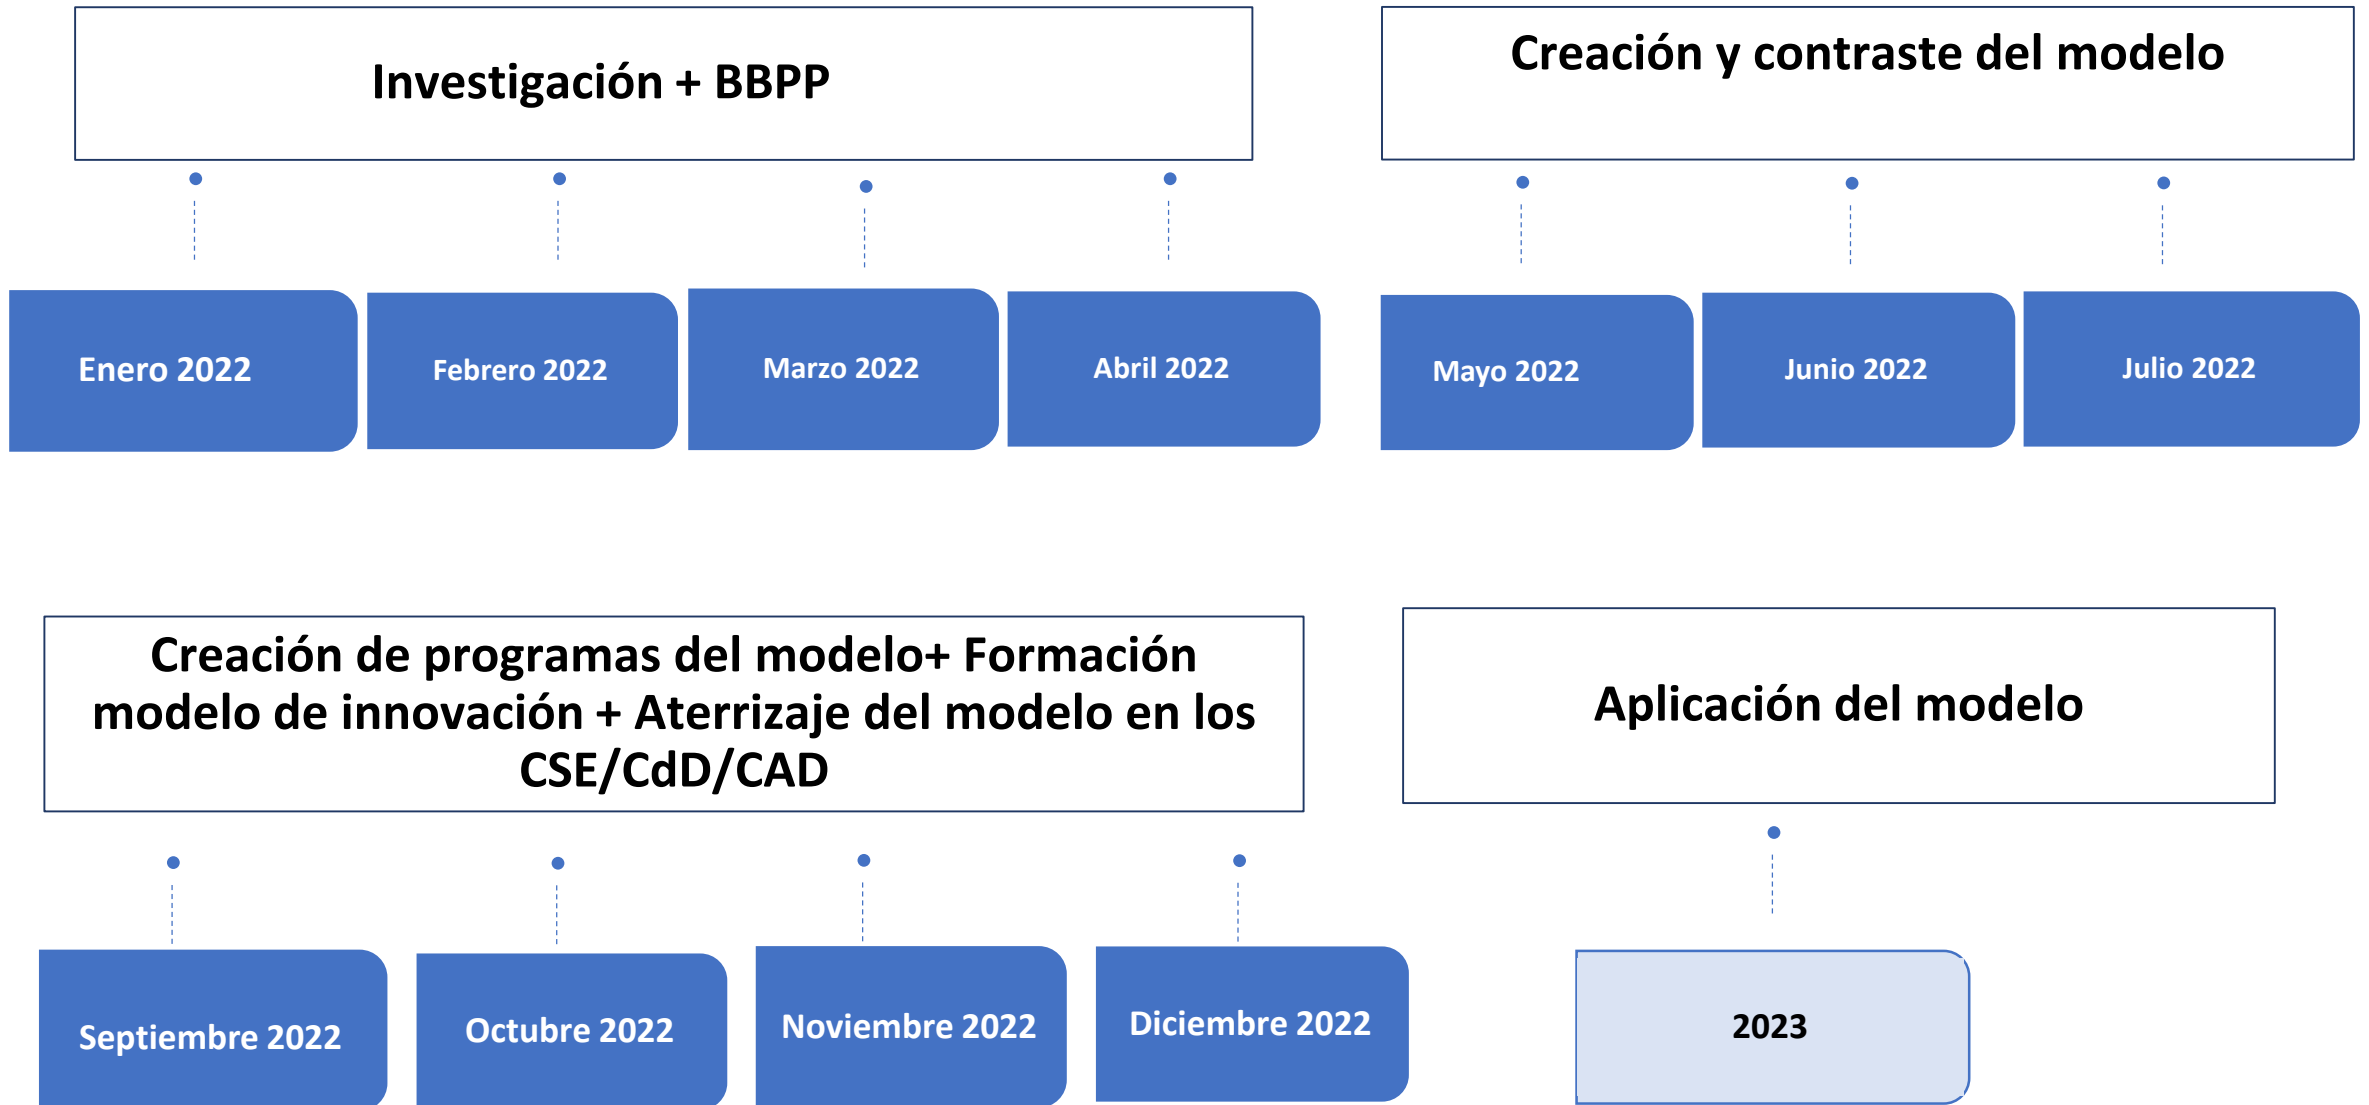 Investigación + BBPP
Creación y contraste del modelo
Enero 2022
Febrero 2022
Marzo 2022
Abril 2022
Mayo 2022
Junio 2022
Julio 2022
Creación de programas del modelo+ Formación
modelo de innovación + Aterrizaje del modelo en los
CSE/CdD/CAD
Aplicación del modelo
Septiembre 2022
Octubre 2022
Noviembre 2022
Diciembre 2022
2023